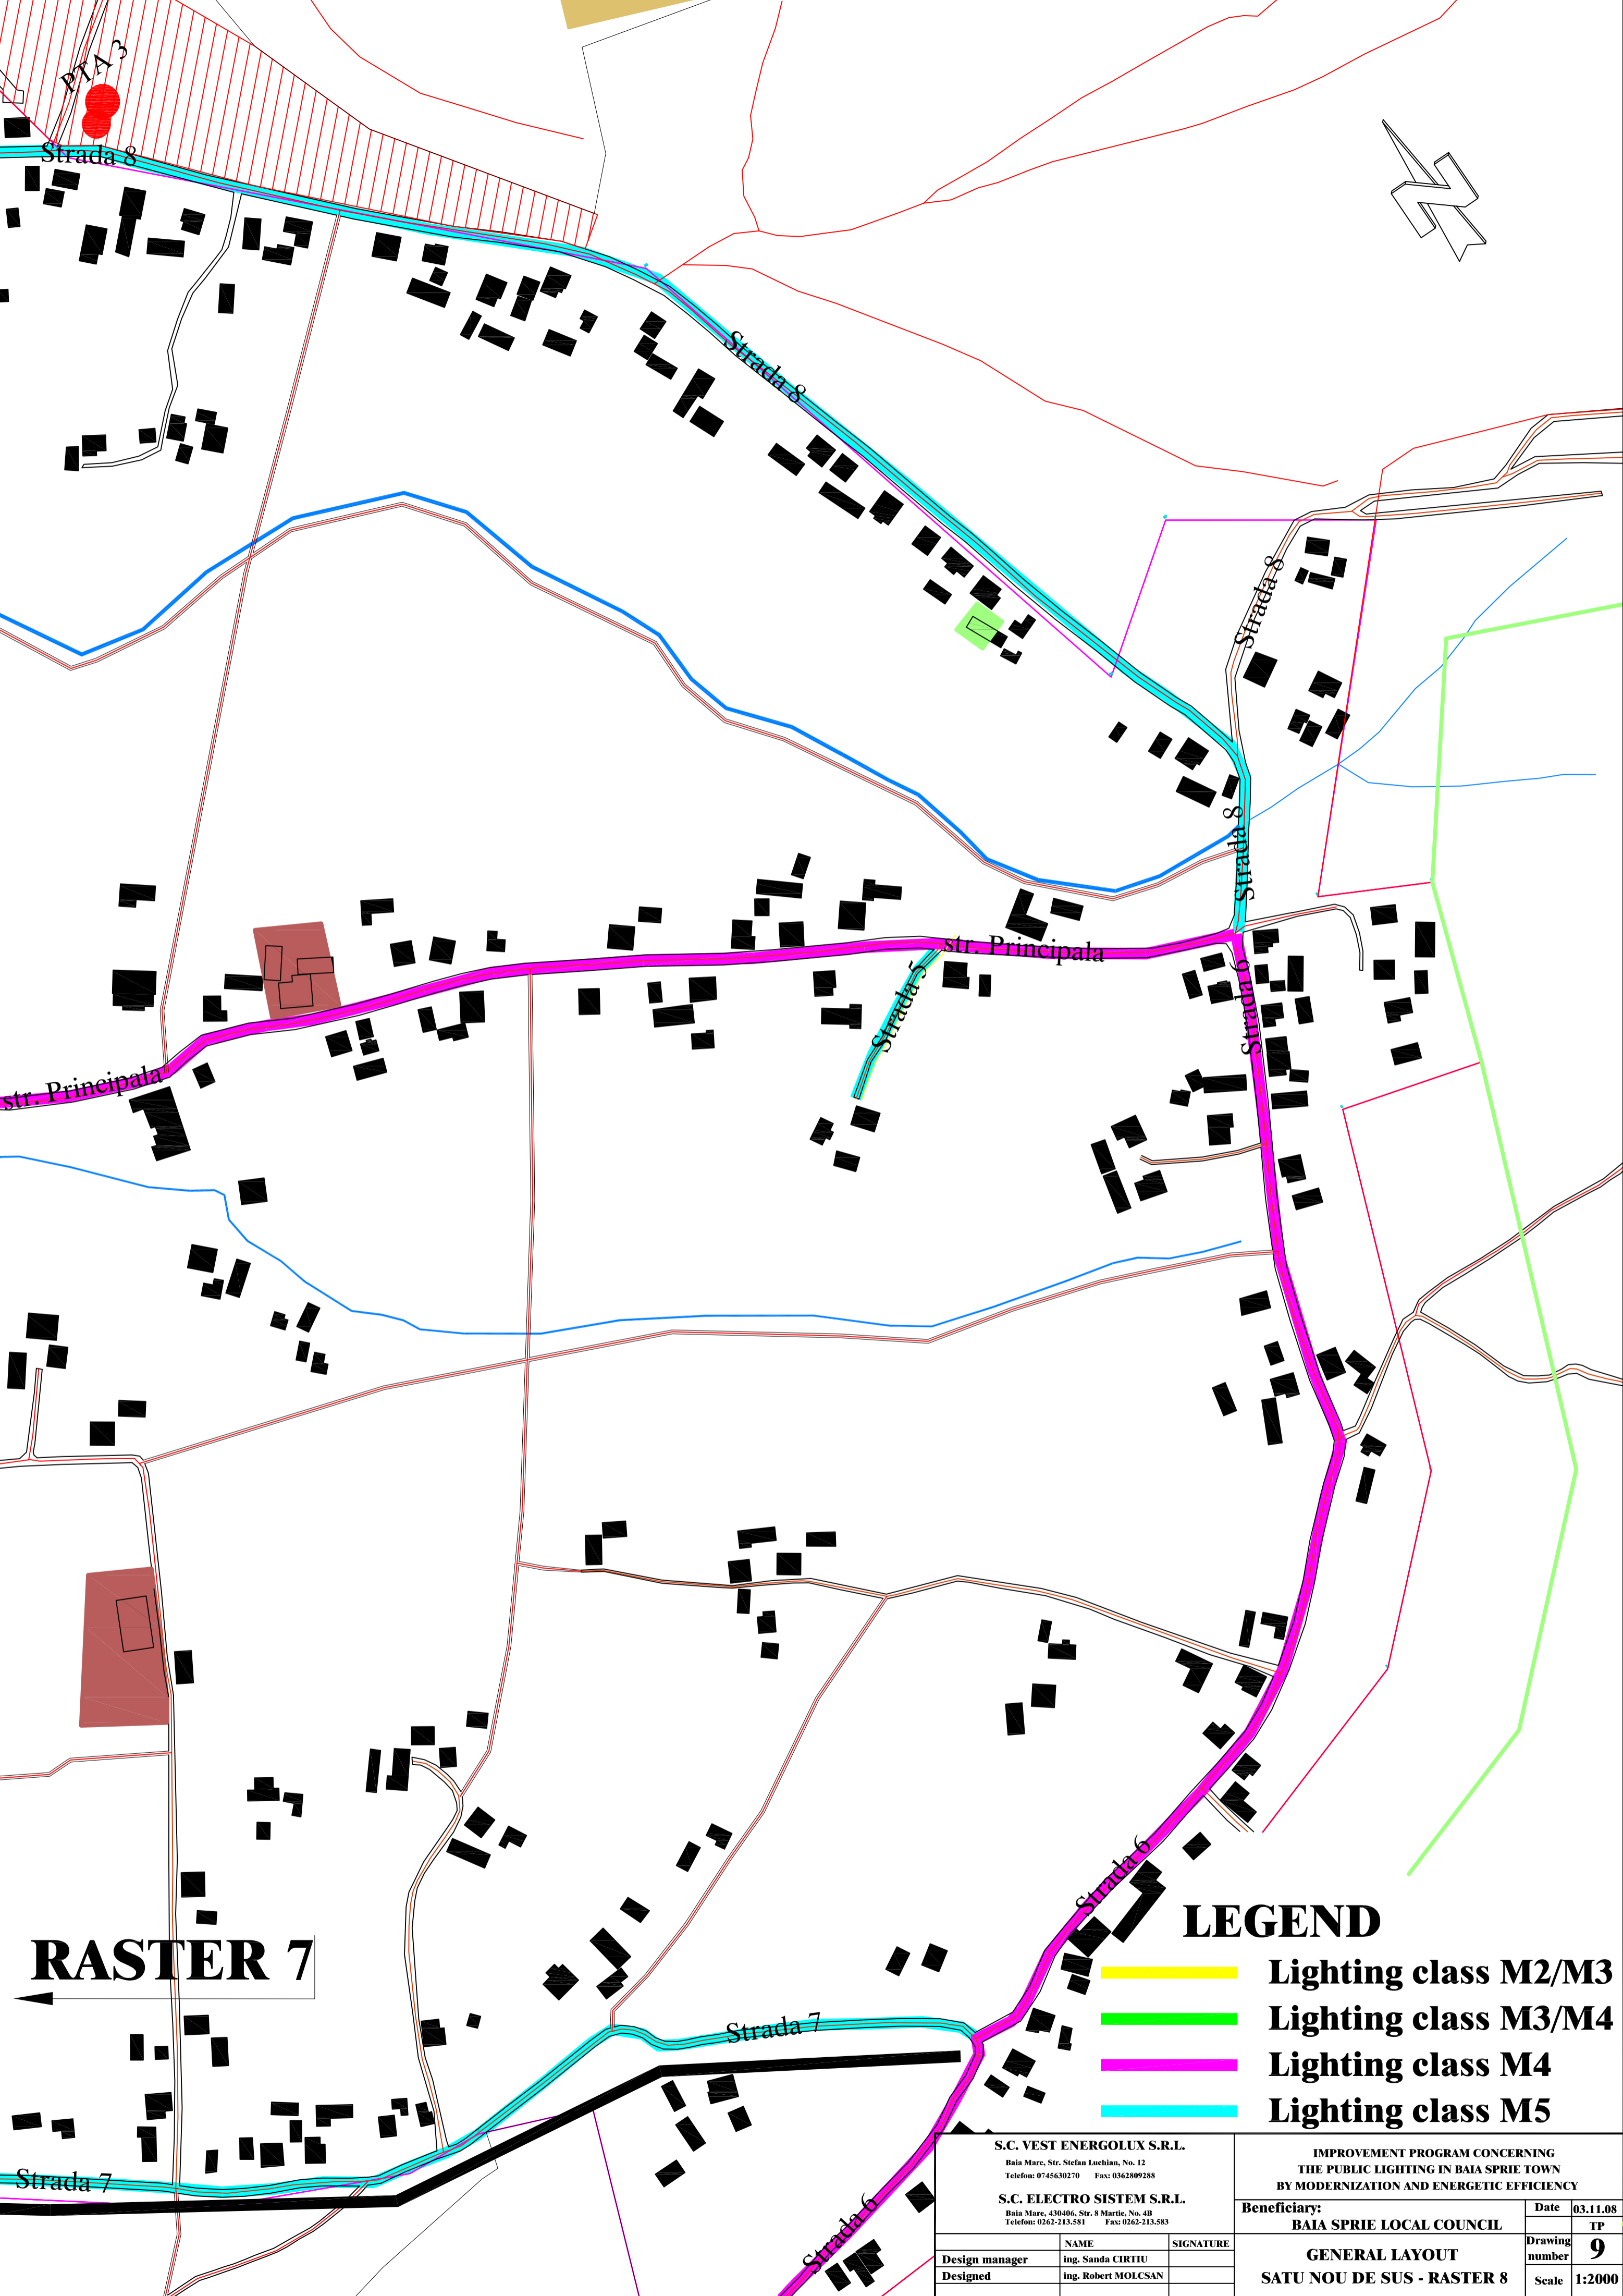 PTA 3
Strada 8
Strada 8
Strada 8
Strada 8
str. Principala
Strada 5
Strada 6
str. Principala
Strada 6
RASTER 7
Strada 7
Strada 7
Strada 6
LEGEND
Lighting class M2/M3
Lighting class M3/M4
Lighting class M4
Lighting class M5
S.C. VEST ENERGOLUX S.R.L.
Baia Mare, Str. Stefan Luchian, No. 12
Telefon: 0745630270 Fax: 0362809288
S.C. ELECTRO SISTEM S.R.L.
Baia Mare, 430406, Str. 8 Martie, No. 4B
Telefon: 0262-213.581 Fax: 0262-213.583
NAME SIGNATURE
Design manager ing. Sanda CIRTIU
Designed ing. Robert MOLCSAN
IMPROVEMENT PROGRAM CONCERNING
THE PUBLIC LIGHTING IN BAIA SPRIE TOWN
BY MODERNIZATION AND ENERGETIC EFFICIENCY
Beneficiary:
BAIA SPRIE LOCAL COUNCIL
Date 03.11.08
TP
GENERAL LAYOUT
SATU NOU DE SUS - RASTER 8
Drawing number 9
Scale 1:2000